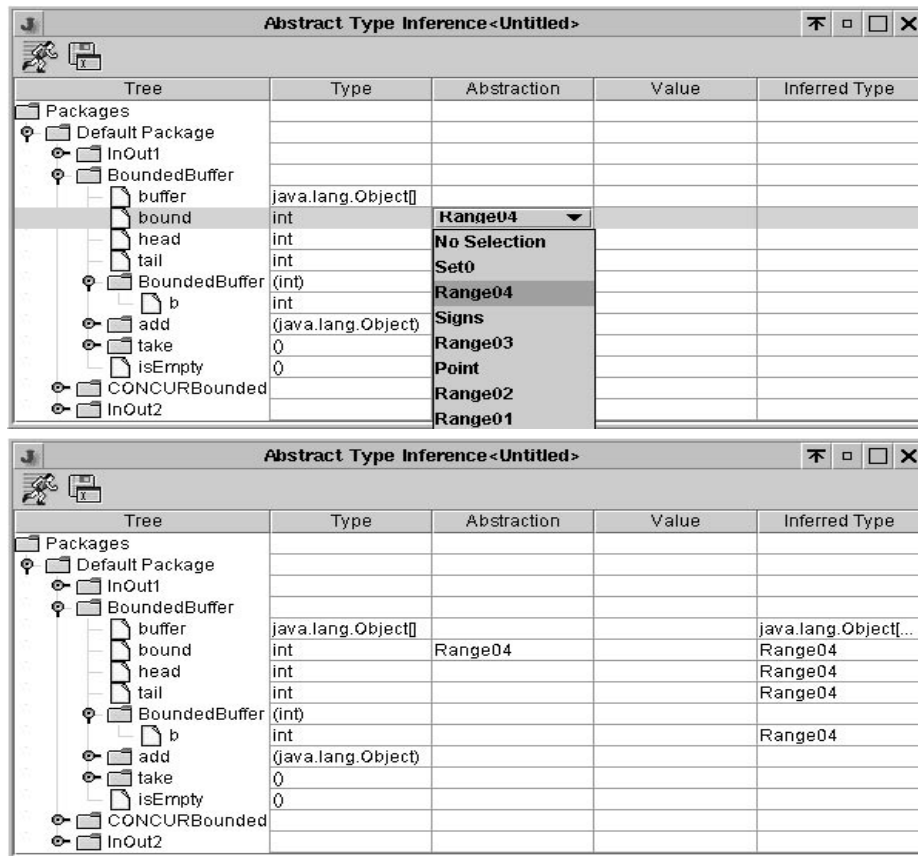 Abstract Type Inference<Untitled>
Tree Type Abstraction Value Inferred Type
Packages
Default Package
InOut1
BoundedBuffer
buffer java.lang.Object[]
bound int Range04
head int No Selection
tail int Set0
BoundedBuffer (int) Range04
b int Signs
add (java.lang.Object) Range03
take () Point
isEmpty () Range02
CONCURBounded Range01
InOut2
Abstract Type Inference<Untitled>
Tree Type Abstraction Value Inferred Type
Packages
Default Package
InOut1
BoundedBuffer
buffer java.lang.Object[] java.lang.Object[...
bound int Range04 Range04
head int Range04
tail int Range04
BoundedBuffer (int)
b int Range04
add (java.lang.Object)
take ()
isEmpty ()
CONCURBounded
InOut2